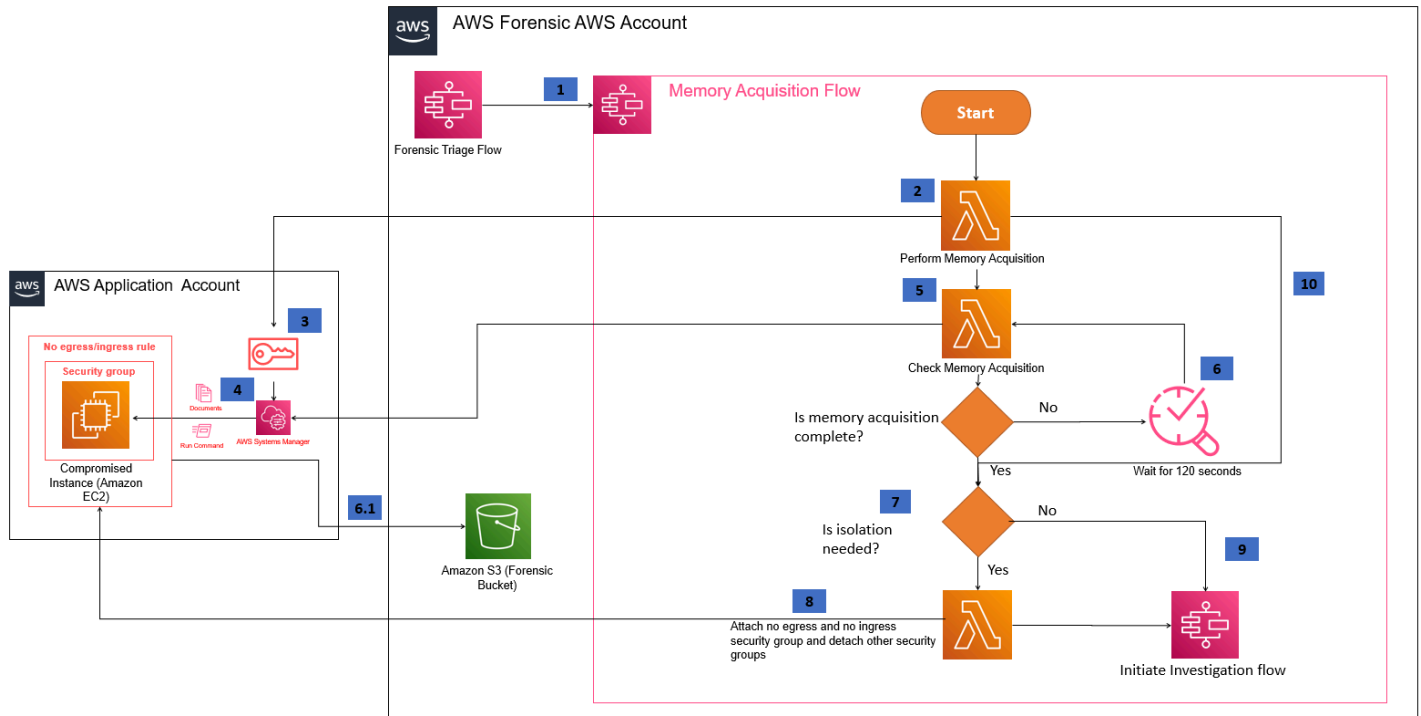 aws
AWS Forensic AWS Account
1
Memory Acquisition Flow
Start
Forensic Triage Flow
2
Perform Memory Acquisition
10
aws
AWS Application  Account
5
3
No egress/ingress rule
Check Memory Acquisition
Security group
4
6
Documents
Is memory acquisition
complete?
No
Run Command
AWS Systems Manager
Compromised
Instance (Amazon
EC2)
Yes
Wait for 120 seconds
6.1
7
No
Is isolation
needed?
9
Amazon S3 (Forensic
Bucket)
Yes
8
Attach no egress and no ingress
security group and detach other security
groups
Initiate Investigation flow